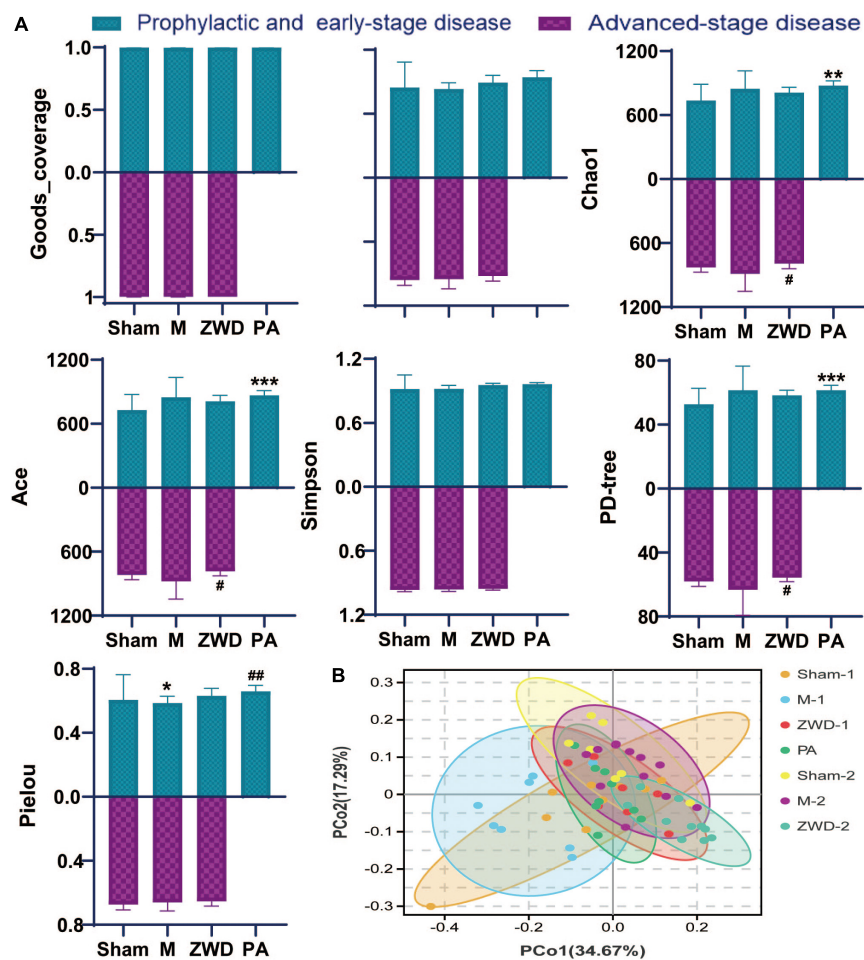 A
Prophylactic and early-stage disease
Advanced-stage disease
Goods_coverage
1.0
0.5
0.0
0.5
1
Sham M ZWD PA
Chao1
1200
600
0
600
1200
**
#
Sham M ZWD PA
Ace
1200
600
0
600
1200
***
#
Sham M ZWD PA
Simpson
1.2
0.6
0.0
0.6
1.2
PD-tree
80
60
40
20
0
20
40
60
80
***
#
Sham M ZWD PA
Pielou
0.8
0.4
0.0
0.4
0.8
*
##
Sham M ZWD PA
B
PCo2(17.29%)
0.3
0.2
0.1
0
-0.1
-0.2
-0.3
-0.4 -0.2 0.0 0.2
PCo1(34.67%)
Sham-1
M-1
ZWD-1
PA
Sham-2
M-2
ZWD-2